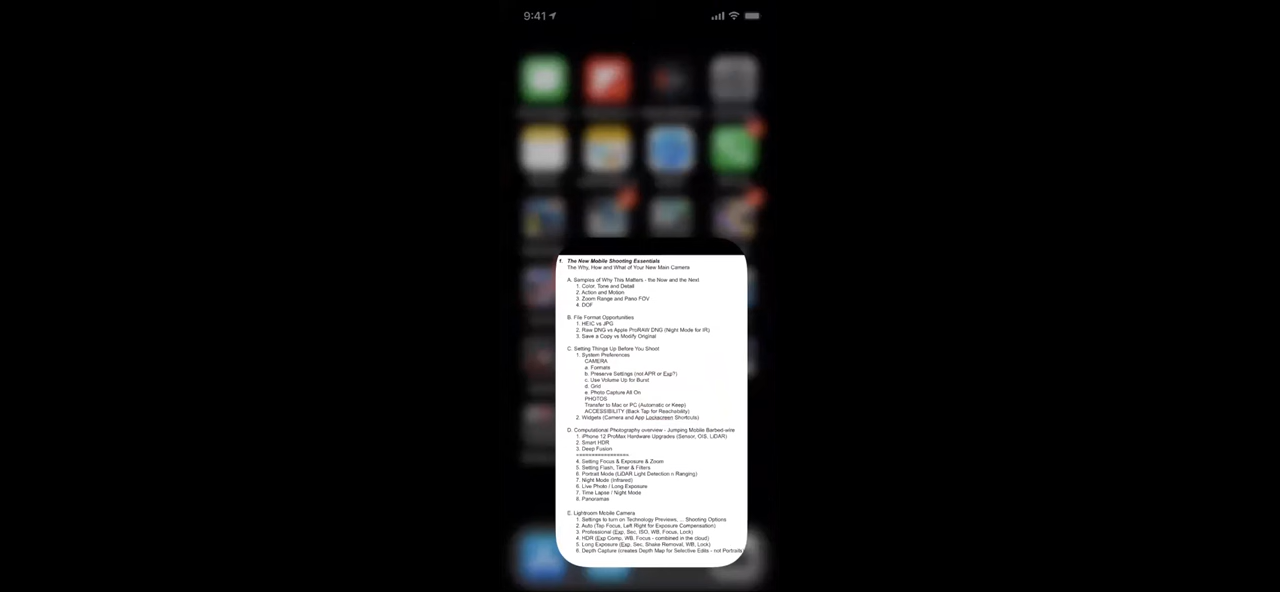 9:41
1. The New Mobile Shooting Essentials
The Why, How and What of Your New Main Camera
A. Samples of Why This Matters - the Now and the Next
1. Color, Tone and Detail
2. Action and Motion
3. Zoom Range and Pano FOV
4. DOF
B. File Format Opportunities
1. HEIC vs JPG
2. Raw DNG vs Apple ProRAW DNG (Night Mode for IR)
3. Save a Copy vs Modify Original
C. Setting Things Up Before You Shoot
1. System Preferences
CAMERA
a. Formats
b. Preserve Settings (not APR or Exp?)
c. Use Volume Up for Burst
d. Grid
e. Photo Capture All On
PHOTOS
Transfer to Mac or PC (Automatic or Keep)
ACCESSIBILITY (Back Tap for Reachability)
2. Widgets (Camera and App Lockscreen Shortcuts)
D. Computational Photography overview - Jumping Mobile Barbed-wire
1. iPhone 12 ProMax Hardware Upgrades (Sensor, OIS, LiDAR)
2. Smart HDR
3. Deep Fusion
=================
4. Setting Focus & Exposure & Zoom
5. Setting Flash, Timer & Filters
6. Portrait Mode (LiDAR Light Detection n Ranging)
7. Night Mode (Infrared)
6. Live Photo / Long Exposure
7. Time Lapse / Night Mode
8. Panoramas
E. Lightroom Mobile Camera
1. Settings to turn on Technology Previews, ... Shooting Options
2. Auto (Tap Focus, Left Right for Exposure Compensation)
3. Professional (Exp, Sec, ISO, WB, Focus, Lock)
4. HDR (Exp Comp, WB, Focus - combined in the cloud)
5. Long Exposure (Exp, Sec, Shake Removal, WB, Lock)
6. Depth Capture (creates Depth Map for Selective Edits - not Portraits